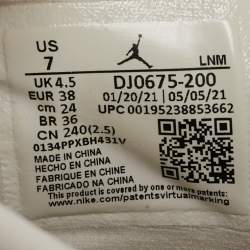 US
7
LNM
UK 4.5
EUR 38
cm 24
BR 36
CN 240(2.5)
DJ0675-200
01/20/21 05/05/21
UPC 00195238853662
0134PPXBH431V
MADE IN CHINA
FABRIQUE EN CHINE
HECHO EN CHINA
FABRICADO NA CHINA
This product is covered by one or more patents
See www.nike.com/patentsvirtualmarking